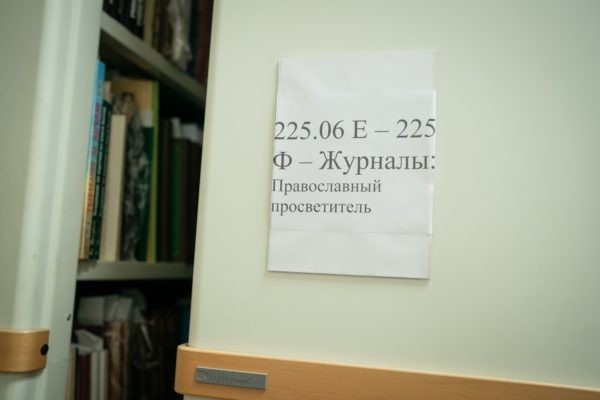 225.06 Е – 225
Ф – Журналы:
Православный
просветитель